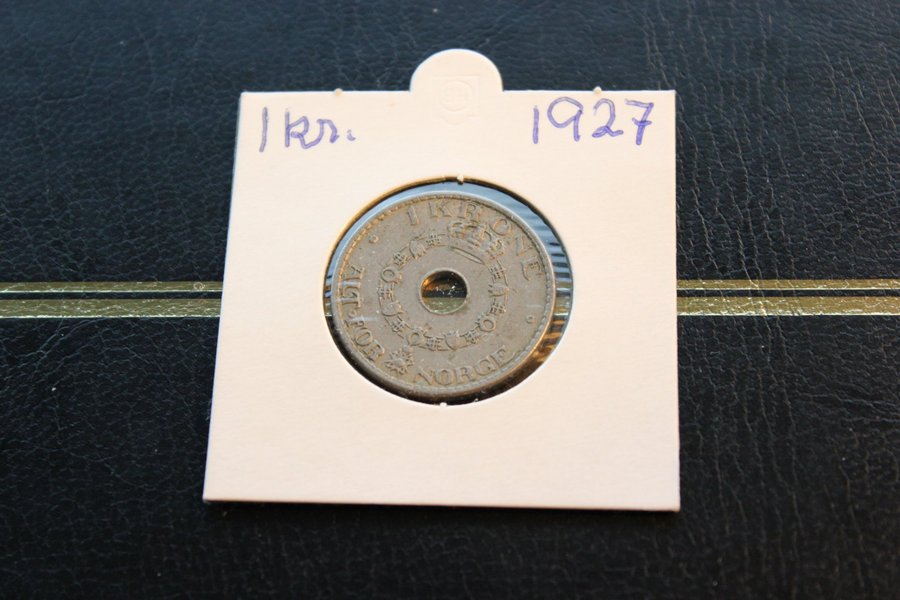 1 kr. 1927
1 KRONE
ALT FOR NORGE